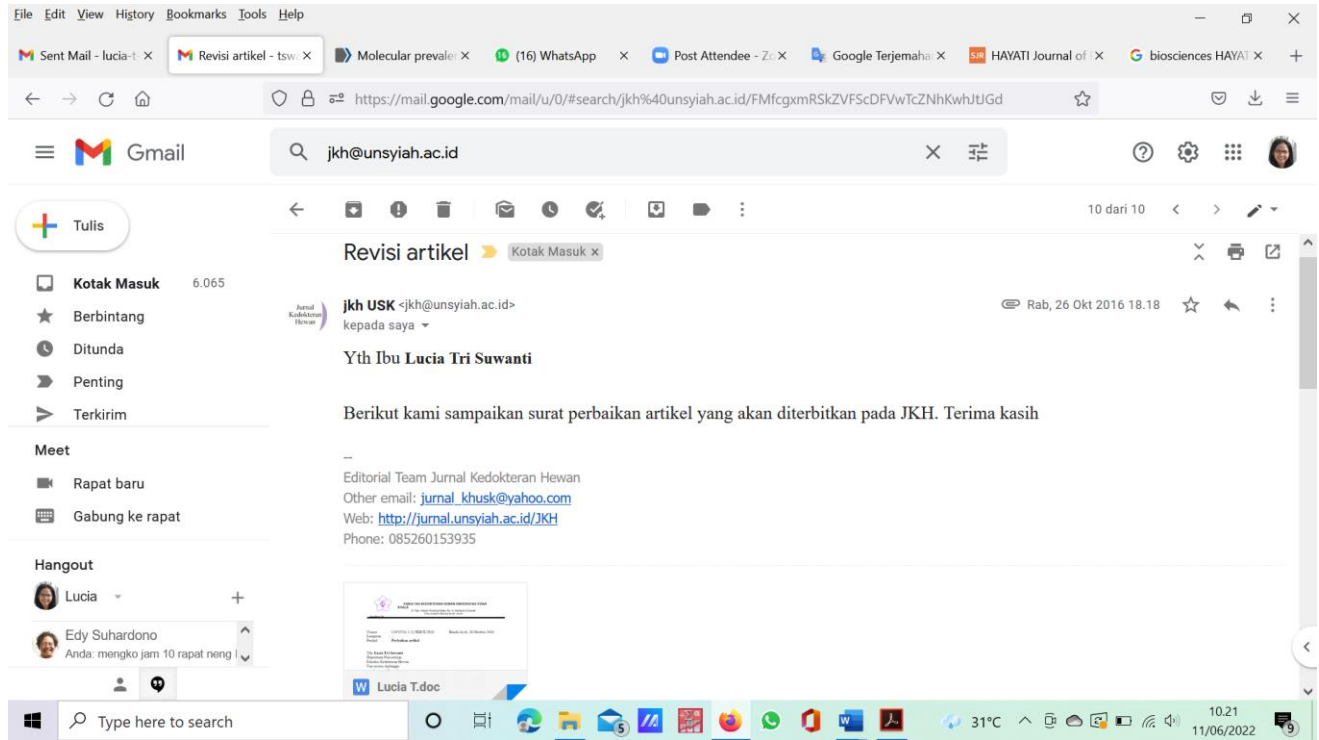 File Edit View History Bookmarks Tools Help
Sent Mail - lucia-t- Revisi artikel - tsw Molecular prevaler (16) WhatsApp Post Attendee - Zo Google Terjemahan HAYATI Journal of biosciences HAYAT
https://mail.google.com/mail/u/0/#search/jkh%40unsyiah.ac.id/FMfcgxmRSkZVFScDFVwTcZNhKwhJtJGd
Gmail jkh@unsyiah.ac.id
Tulis 10 dari 10
Revisi artikel Kotak Masuk x
Kotak Masuk 6.065
Berbintang
Ditunda
Penting
Terkirim
Meet
Rapat baru
Gabung ke rapat
Hangout
Lucia
Edy Suhardono
Anda: mengko jam 10 rapat neng
Jurnal
Kedokteran
Hewan
jkh USK <jkh@unsyiah.ac.id> Rab, 26 Okt 2016 18.18
kepada saya
Yth Ibu Lucia Tri Suwanti
Berikut kami sampaikan surat perbaikan artikel yang akan diterbitkan pada JKH. Terima kasih
--
Editorial Team Jurnal Kedokteran Hewan
Other email: jurnal_khusk@yahoo.com
Web: http://jurnal.unsyiah.ac.id/JKH
Phone: 085260153935
Lucia T.doc
Type here to search 31°C 10.21
11/06/2022